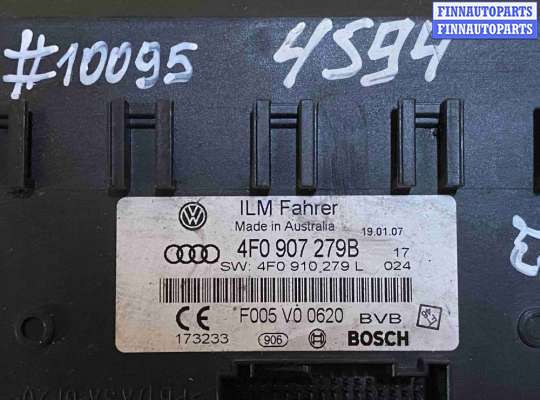 FINNAUTOPARTS
FINNAUTOPARTS
#10095
4594
ILM Fahrer
Made in Australia
19.01.07
4F0 907 279B 17
SW: 4F0 910 279 L 024
F005 V0 0620 BVB
173233
906
BOSCH